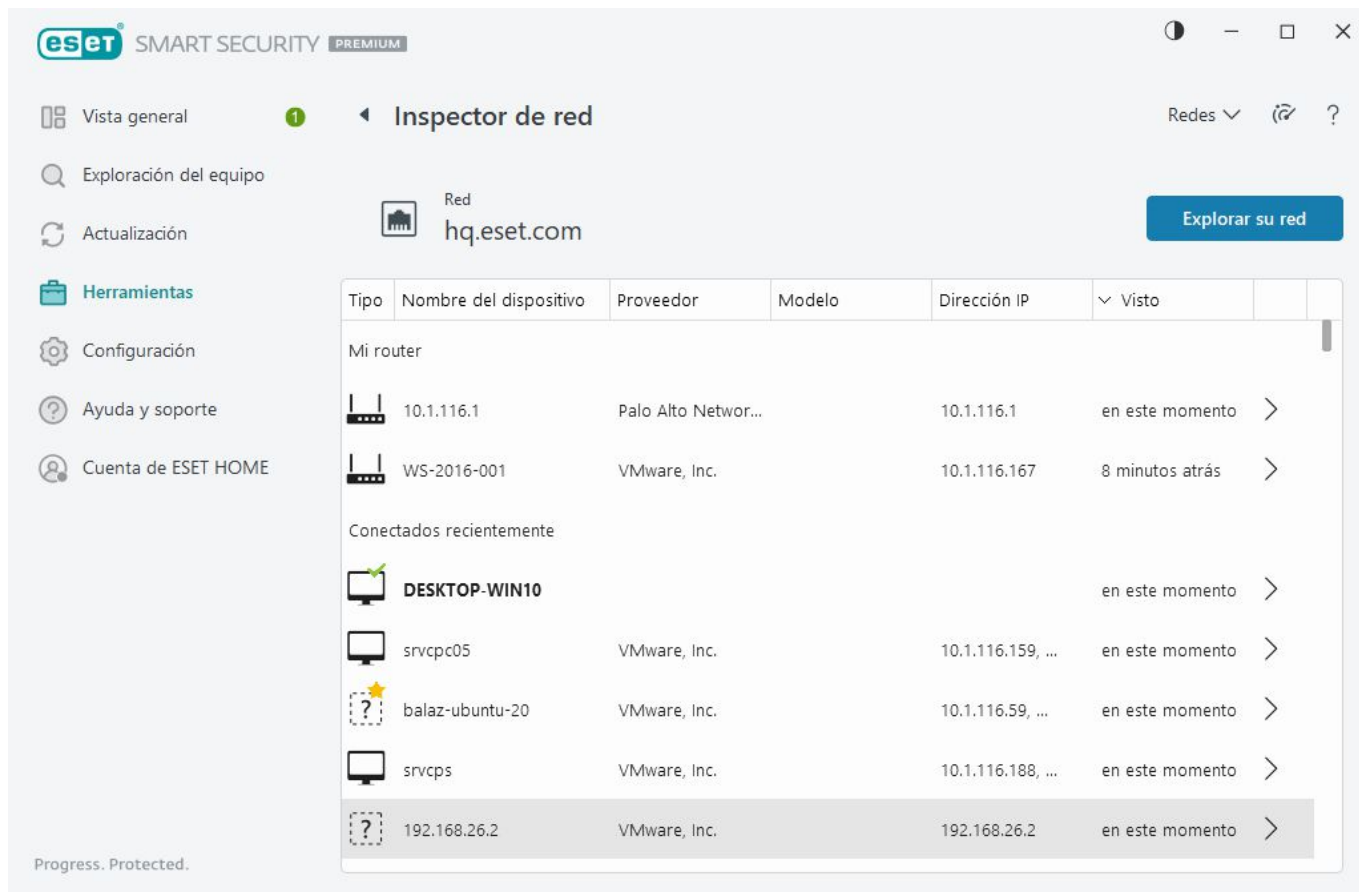 eseT® SMART SECURITY PREMIUM
Vista general 1
Exploración del equipo
Actualización
Herramientas
Configuración
Ayuda y soporte
Cuenta de ESET HOME
Progress. Protected.
Inspector de red
Redes ?
Red
hq.eset.com
Explorar su red
Tipo Nombre del dispositivo Proveedor Modelo Dirección IP Visto
Mi router
10.1.116.1 Palo Alto Networ... 10.1.116.1 en este momento
WS-2016-001 VMware, Inc. 10.1.116.167 8 minutos atrás
Conectados recientemente
DESKTOP-WIN10 en este momento
srvcpc05 VMware, Inc. 10.1.116.159, ... en este momento
? balaz-ubuntu-20 VMware, Inc. 10.1.116.59, ... en este momento
srvcps VMware, Inc. 10.1.116.188, ... en este momento
? 192.168.26.2 VMware, Inc. 192.168.26.2 en este momento